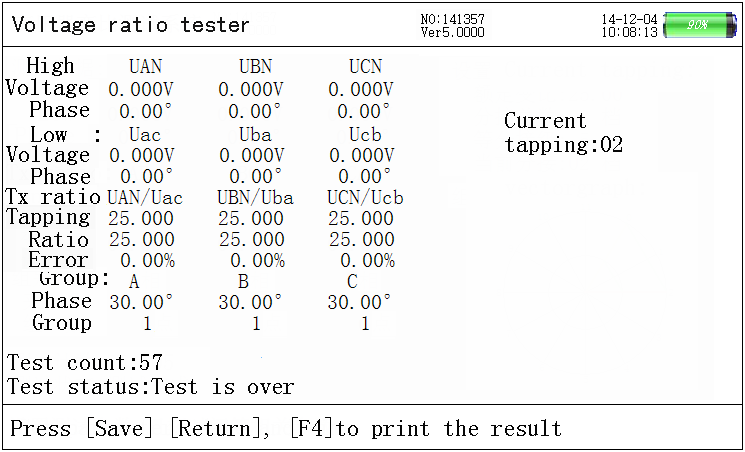 Voltage ratio tester
NO:141357
Ver5.0000
14-12-04
10:08:13
90%
High UAN UBN UCN
Voltage 0.000V 0.000V 0.000V
Phase 0.00° 0.00° 0.00°
Low : Uac Uba Ucb
Voltage 0.000V 0.000V 0.000V
Phase 0.00° 0.00° 0.00°
Tx ratio UAN/Uac UBN/Uba UCN/Ucb
Tapping 25.000 25.000 25.000
Ratio 25.000 25.000 25.000
Error 0.00% 0.00% 0.00%
Group: A B C
Phase 30.00° 30.00° 30.00°
Group 1 1 1
Current
tapping:02
Test count:57
Test status:Test is over
Press [Save] [Return], [F4]to print the result